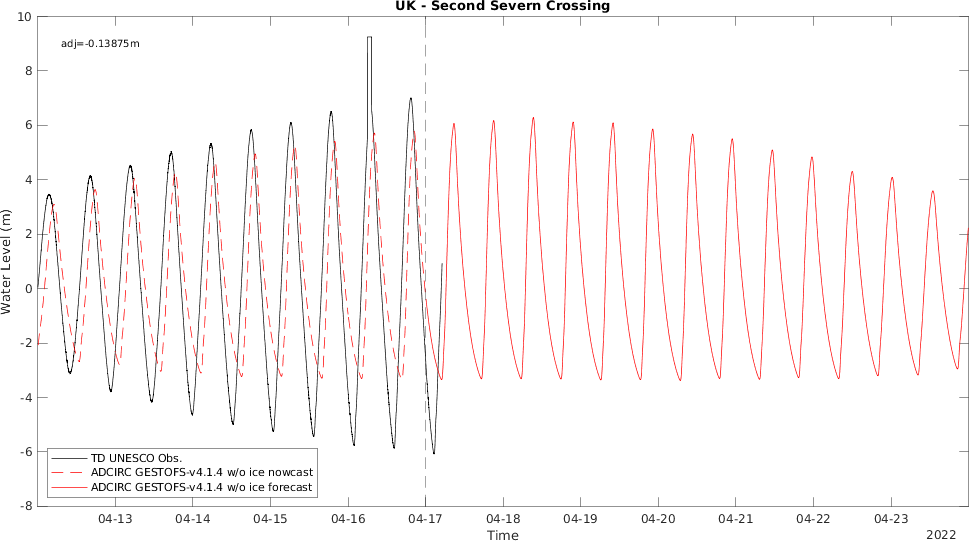 UK - Second Severn Crossing
adj=-0.13875m
10
8
6
4
2
0
-2
-4
-6
-8
Water Level (m)
TD UNESCO Obs.
ADCIRC GESTOFS-v4.1.4 w/o ice nowcast
ADCIRC GESTOFS-v4.1.4 w/o ice forecast
04-13 04-14 04-15 04-16 04-17 04-18 04-19 04-20 04-21 04-22 04-23
Time
2022